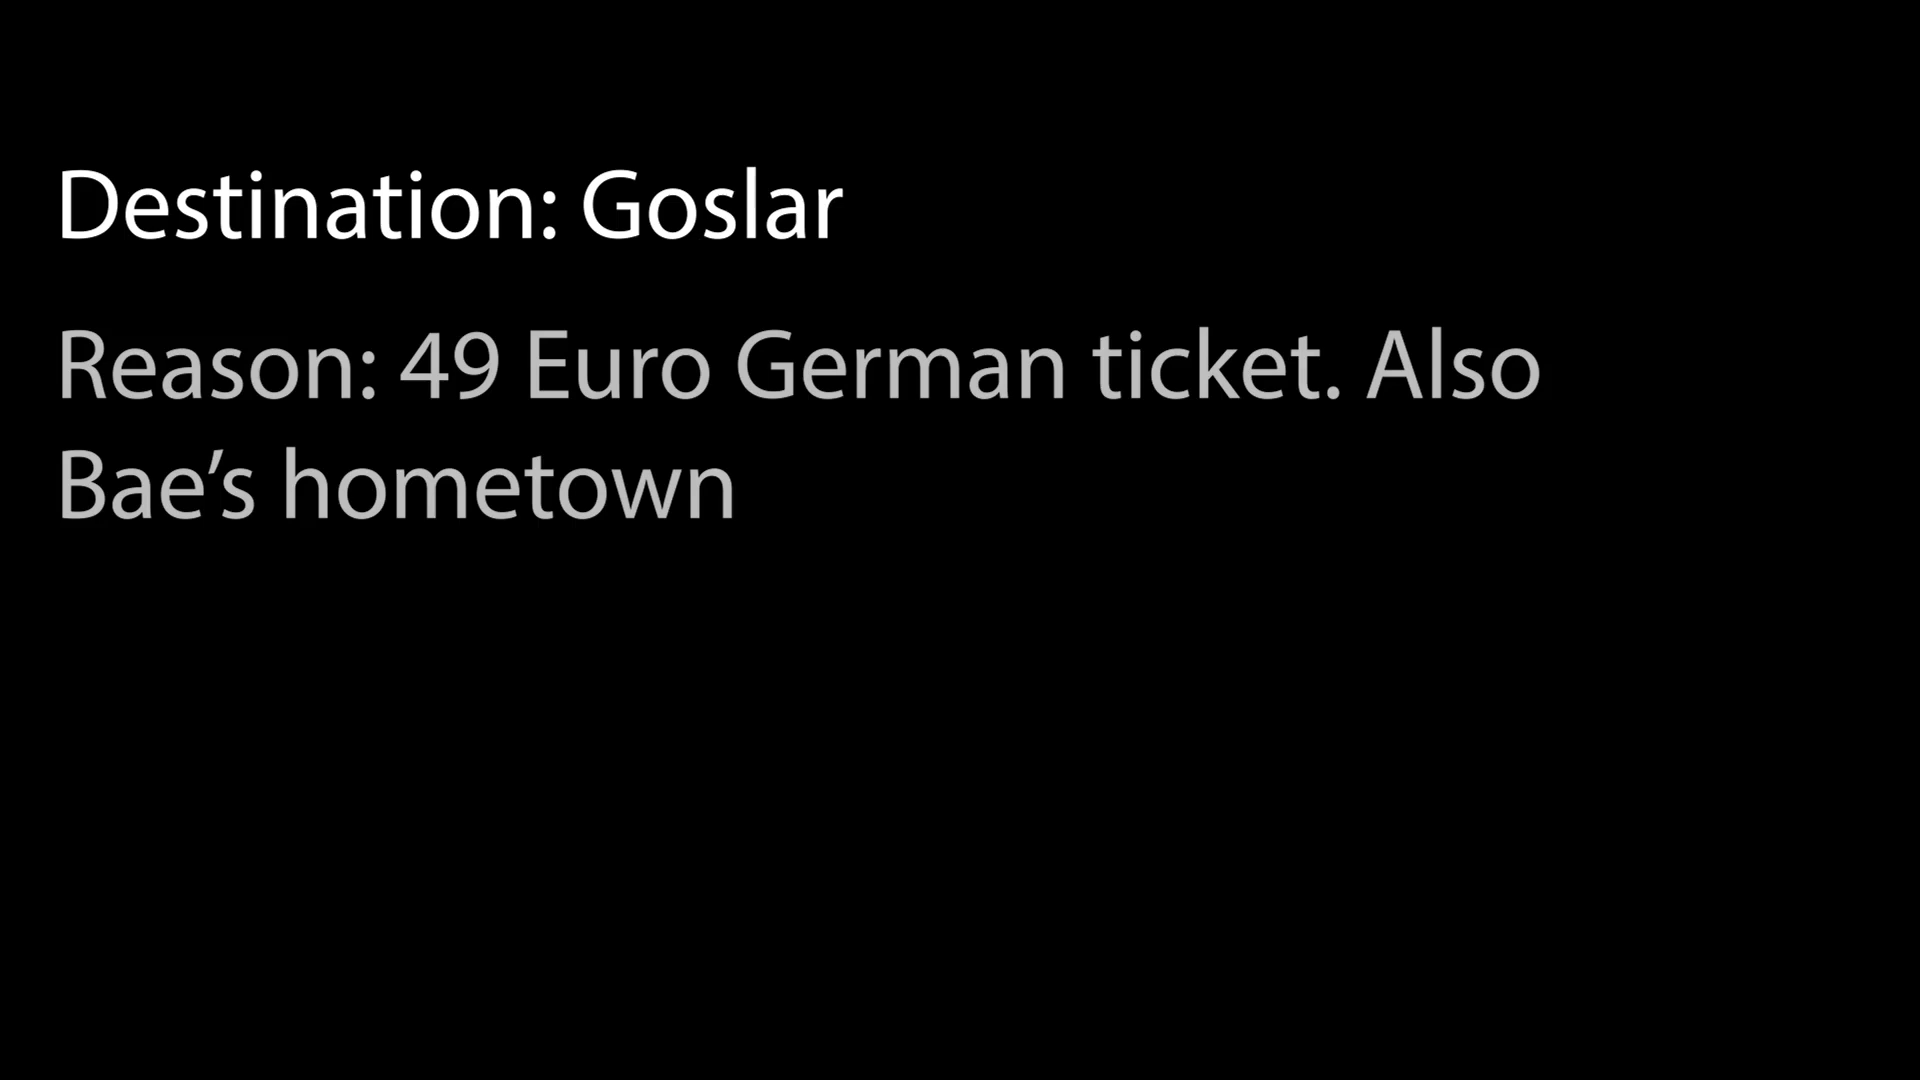 Destination: Goslar
Reason: 49 Euro German ticket. Also
Bae’s hometown